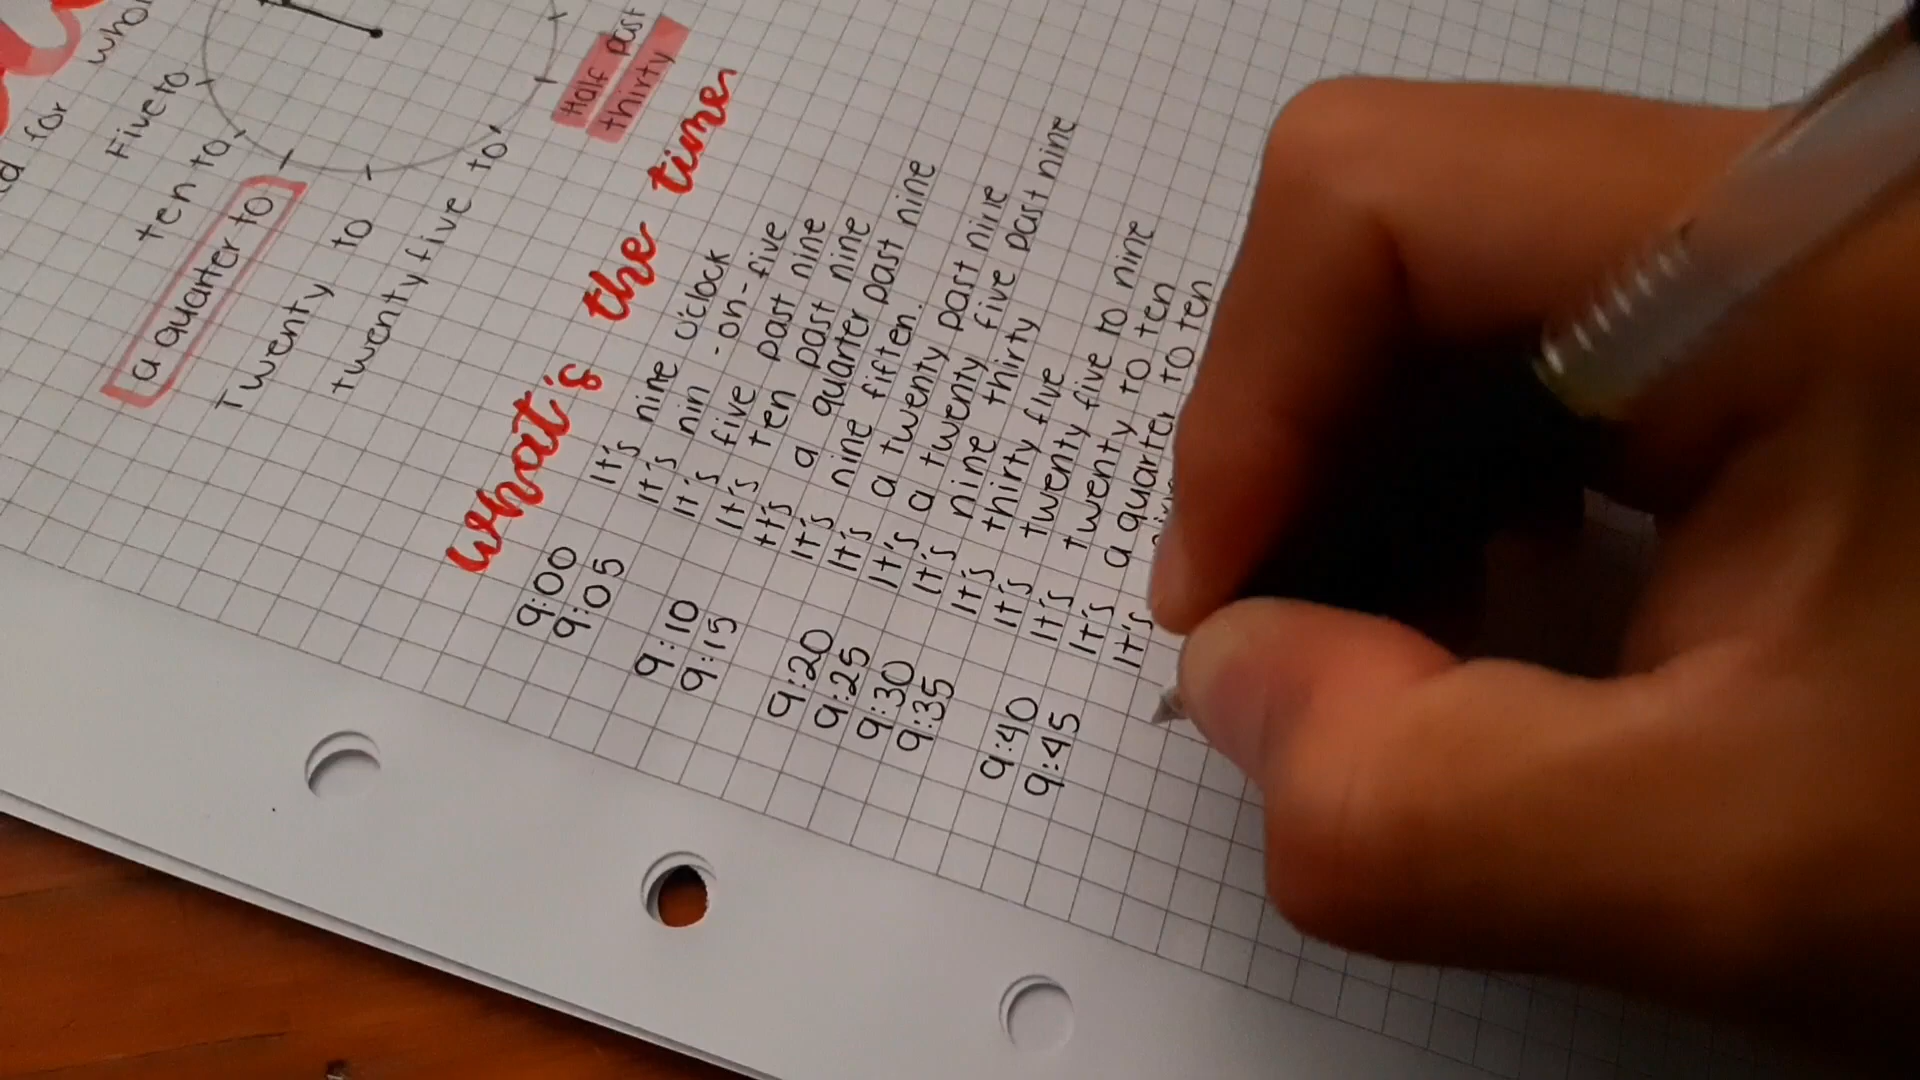 for
Five to
ten to
a quarter to
Twenty to
twenty five to
Half past
thirty
what's the time
9:00 It's nine o'clock
9:05 It's nin -on-five
It's five past nine
9:10 It's ten past nine
9:15 It's a quarter past nine
It's nine fiften.
9:20 It's a twenty past nine
9:25 It's a twenty five past nine
9:30 It's nine thirty
9:35 It's thirty five
It's twenty five to nine
9:40 It's twenty to ten
9:45 It's a quarter to ten
It's